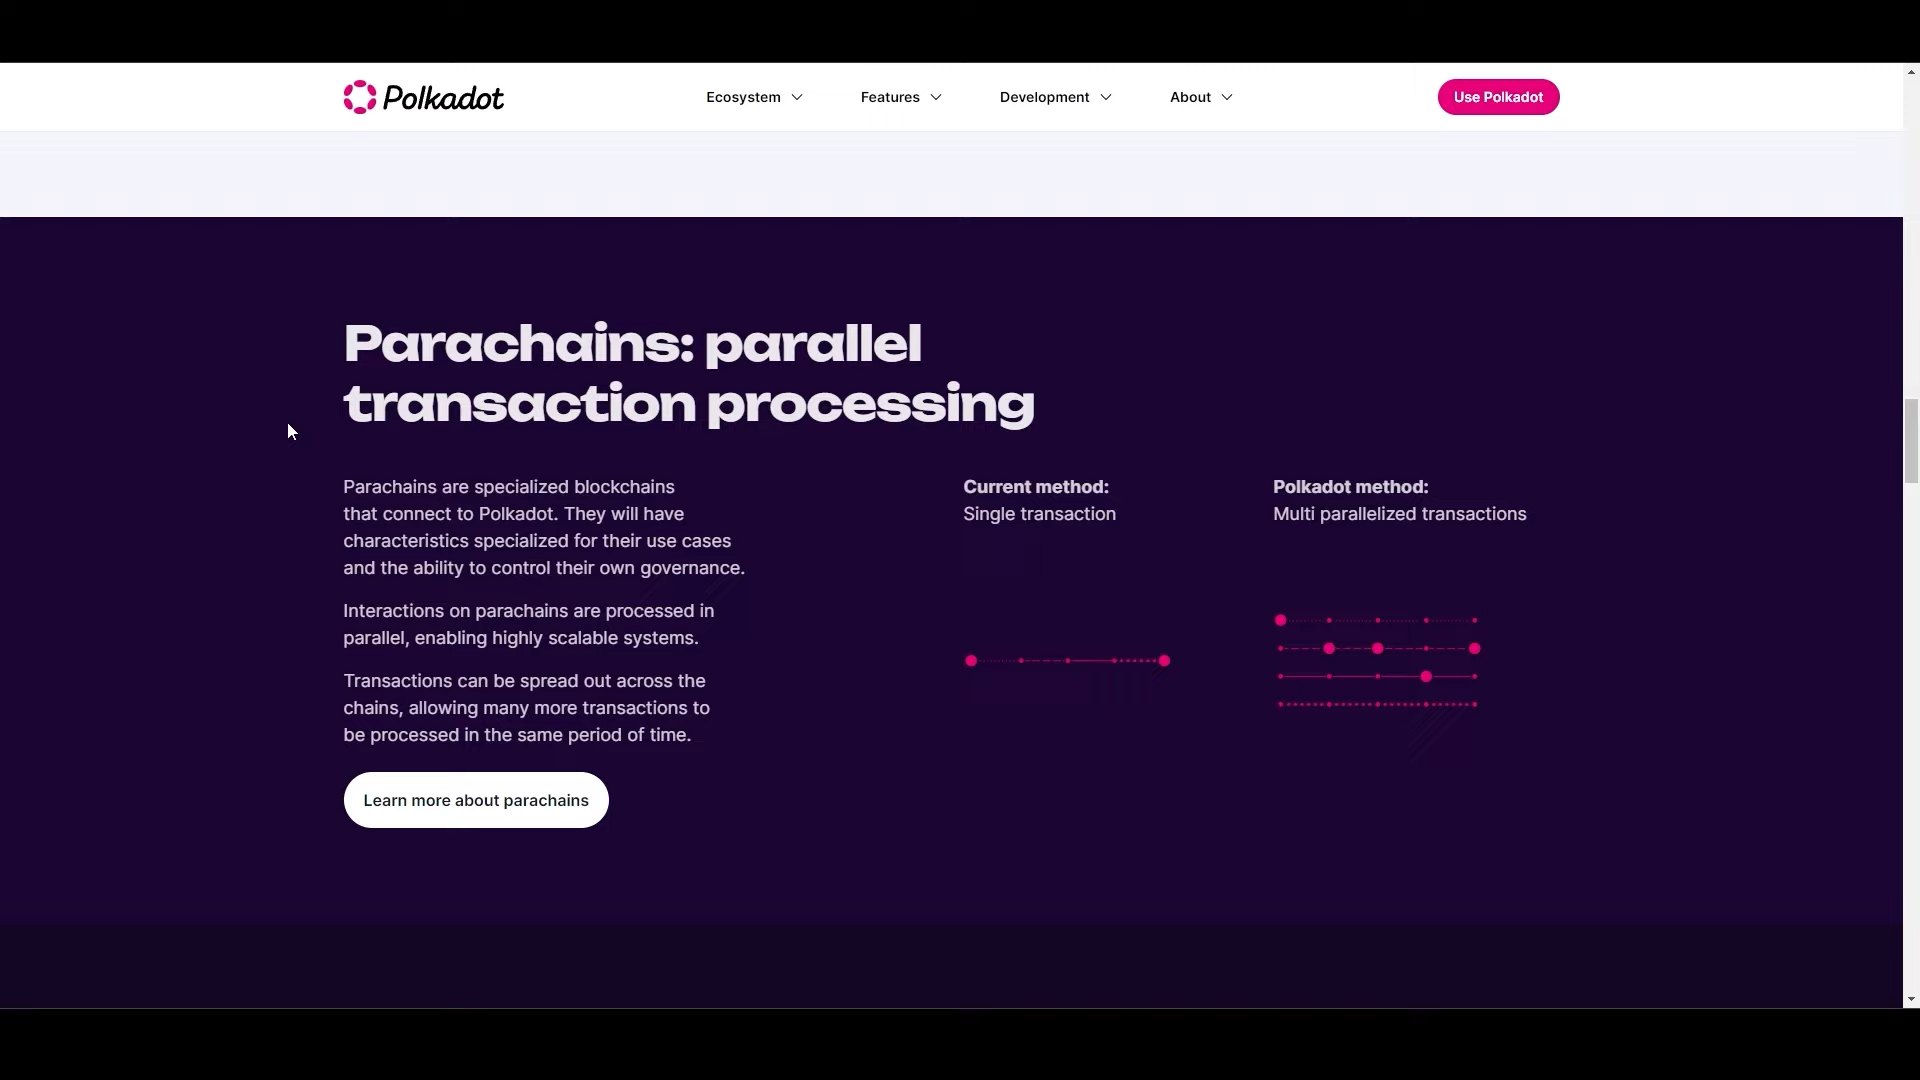 Polkadot
Ecosystem
Features
Development
About
Use Polkadot
Parachains: parallel
transaction processing
Parachains are specialized blockchains
that connect to Polkadot. They will have
characteristics specialized for their use cases
and the ability to control their own governance.
Interactions on parachains are processed in
parallel, enabling highly scalable systems.
Transactions can be spread out across the
chains, allowing many more transactions to
be processed in the same period of time.
Learn more about parachains
Current method:
Single transaction
Polkadot method:
Multi parallelized transactions